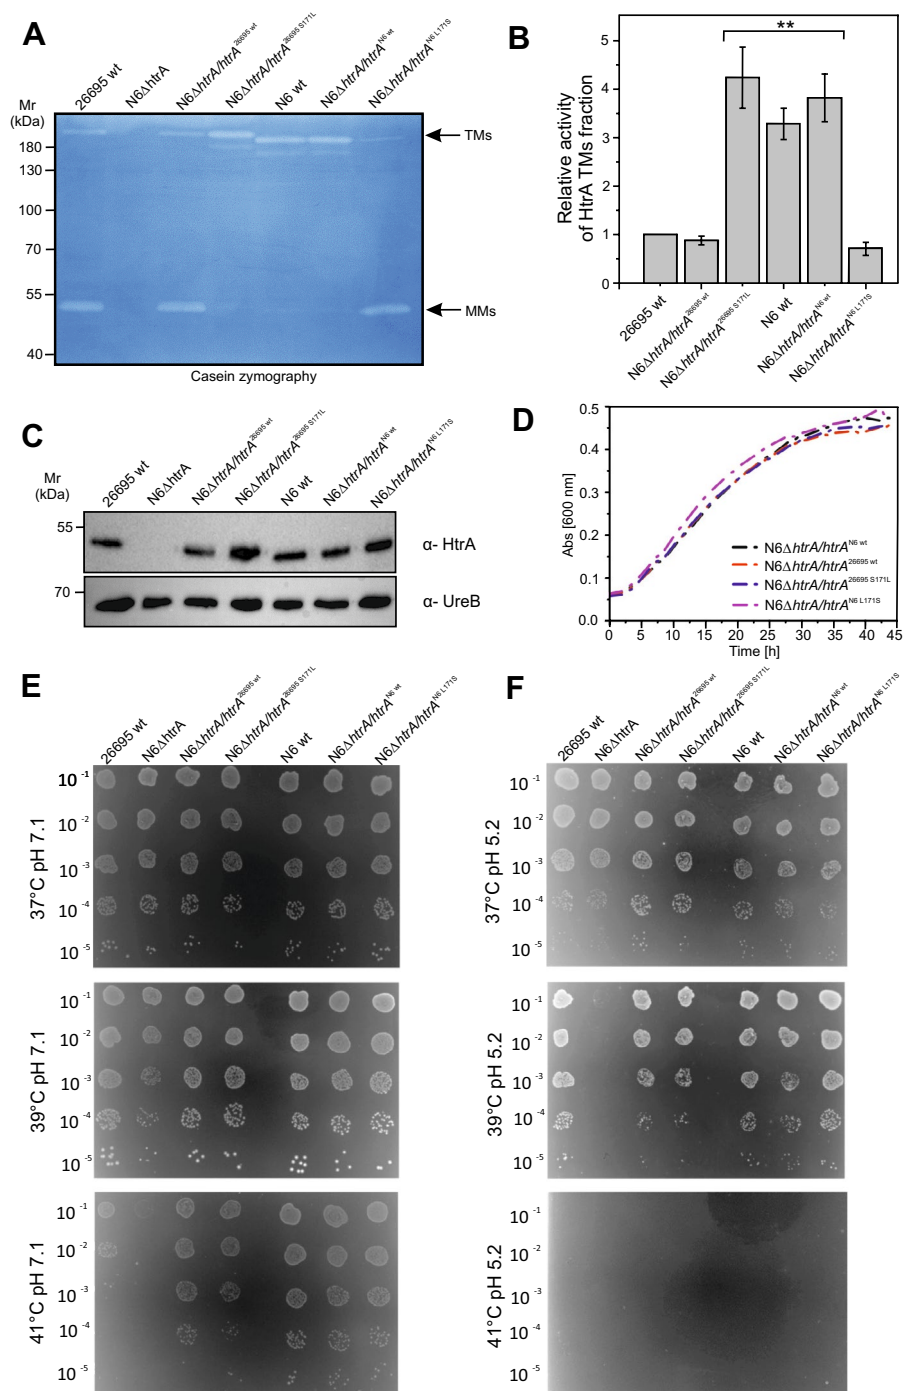 A
26695 wt
N6ΔhtrA
N6ΔhtrA/htrA26695 wt
N6ΔhtrA/htrA26695 S171L
N6 wt
N6ΔhtrA/htrAN6 wt
N6ΔhtrA/htrAN6 L171S
Mr
(kDa)
180
130
100
70
55
40
TMs
MMs
Casein zymography
B
**
Relative activity
of HtrA TMs fraction
5
4
3
2
1
0
26695 wt
N6ΔhtrA/htrA26695 wt
N6ΔhtrA/htrA26695 S171L
N6 wt
N6ΔhtrA/htrAN6 wt
N6ΔhtrA/htrAN6 L171S
C
26695 wt
N6ΔhtrA
N6ΔhtrA/htrA26695 wt
N6ΔhtrA/htrA26695 S171L
N6 wt
N6ΔhtrA/htrAN6 wt
N6ΔhtrA/htrAN6 L171S
Mr
(kDa)
55
α- HtrA
70
α- UreB
D
Abs [600 nm]
0.5
0.3
0.2
0.1
0.0
N6ΔhtrA/htrAN6 wt
N6ΔhtrA/htrA26695 wt
N6ΔhtrA/htrA26695 S171L
N6ΔhtrA/htrAN6 L171S
0 5 10 15 20 25 30 35 40 45
Time [h]
E
26695 wt
N6ΔhtrA
N6ΔhtrA/htrA26695 wt
N6ΔhtrA/htrA26695 S171L
N6 wt
N6ΔhtrA/htrAN6 wt
N6ΔhtrA/htrAN6 L171S
37°C pH 7.1
10-1
10-2
10-3
10-4
10-5
39°C pH 7.1
10-1
10-2
10-3
10-4
10-5
41°C pH 7.1
10-1
10-2
10-3
10-4
10-5
F
26695 wt
N6ΔhtrA
N6ΔhtrA/htrA26695 wt
N6ΔhtrA/htrA26695 S171L
N6 wt
N6ΔhtrA/htrAN6 wt
N6ΔhtrA/htrAN6 L171S
37°C pH 5.2
10-1
10-2
10-3
10-4
10-5
39°C pH 5.2
10-1
10-2
10-3
10-4
10-5
41°C pH 5.2
10-1
10-2
10-3
10-4
10-5